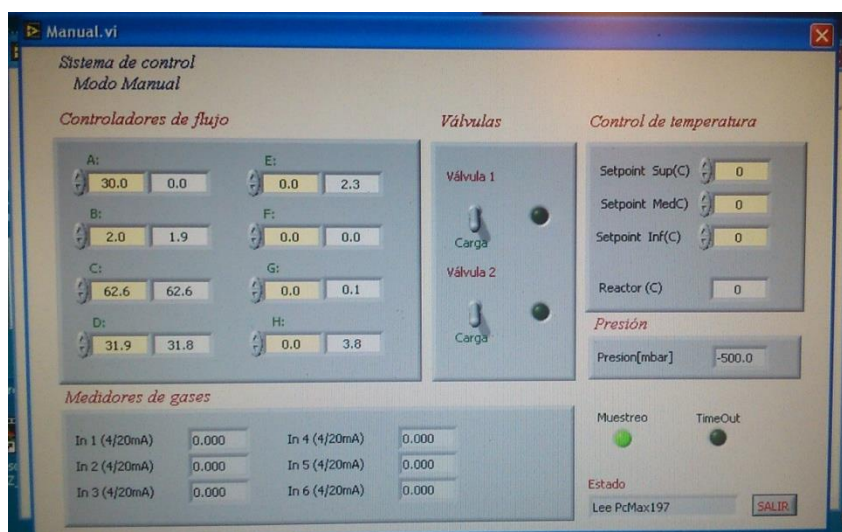 Manual.vi
Sistema de control
Modo Manual
Controladores de flujo
A:
30.0 0.0
B:
2.0 1.9
C:
62.6 62.6
D:
31.9 31.8
E:
0.0 2.3
F:
0.0 0.0
G:
0.0 0.1
H:
0.0 3.8
Válvulas
Válvula 1
Carga
Válvula 2
Carga
Control de temperatura
Setpoint Sup(C) 0
Setpoint MedC) 0
Setpoint Inf(C) 0
Reactor (C) 0
Presión
Presion[mbar] -500.0
Medidores de gases
In 1 (4/20mA) 0.000 In 4 (4/20mA) 0.000
In 2 (4/20mA) 0.000 In 5 (4/20mA) 0.000
In 3 (4/20mA) 0.000 In 6 (4/20mA) 0.000
Muestreo TimeOut
Estado
Lee PcMax197 SALIR